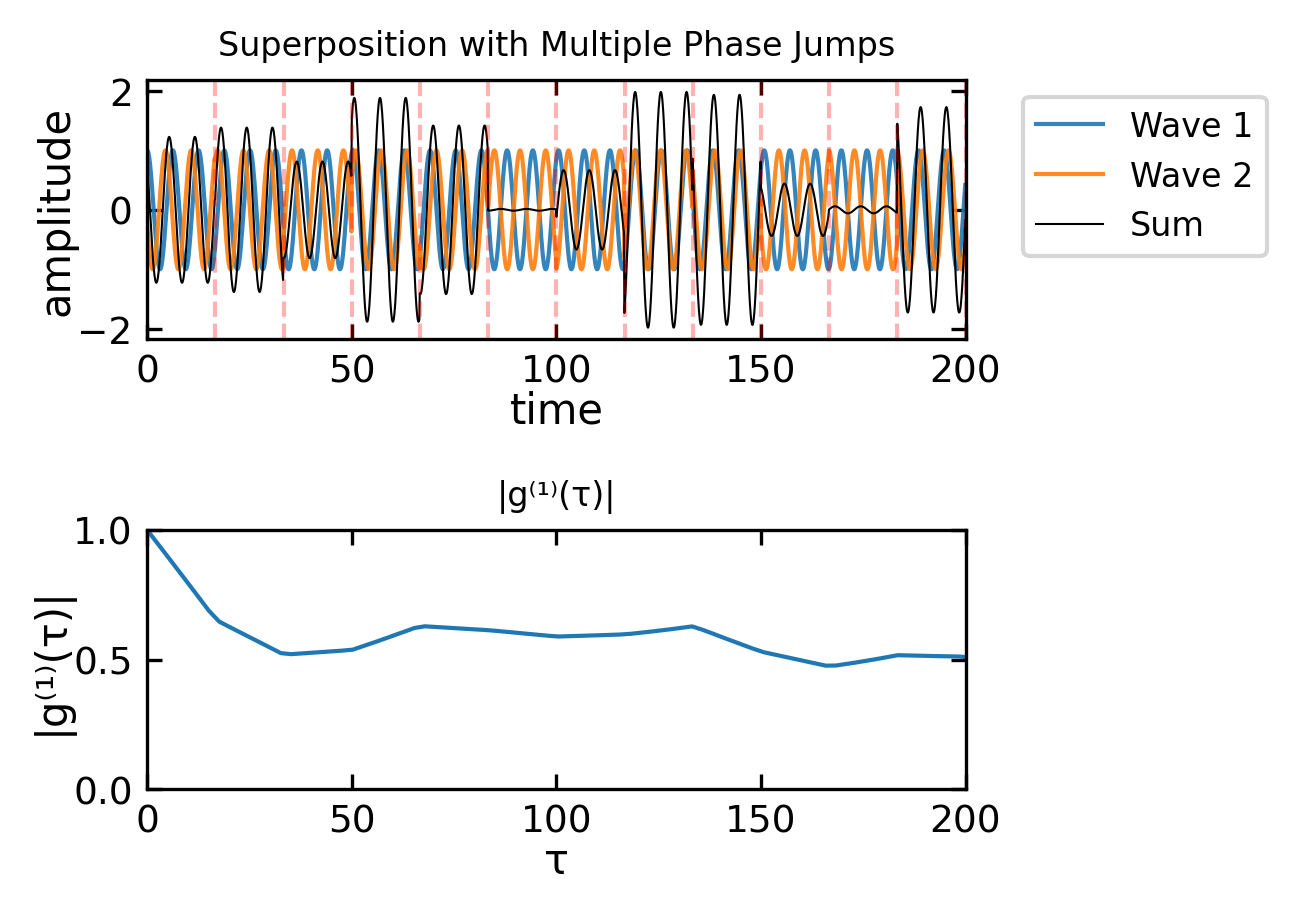 Superposition with Multiple Phase Jumps
amplitude
2
0
−2
0 50 100 150 200
time
Wave 1
Wave 2
Sum
|g⁽¹⁾(τ)|
|g⁽¹⁾(τ)|
1.0
0.5
0.0
0 50 100 150 200
τ